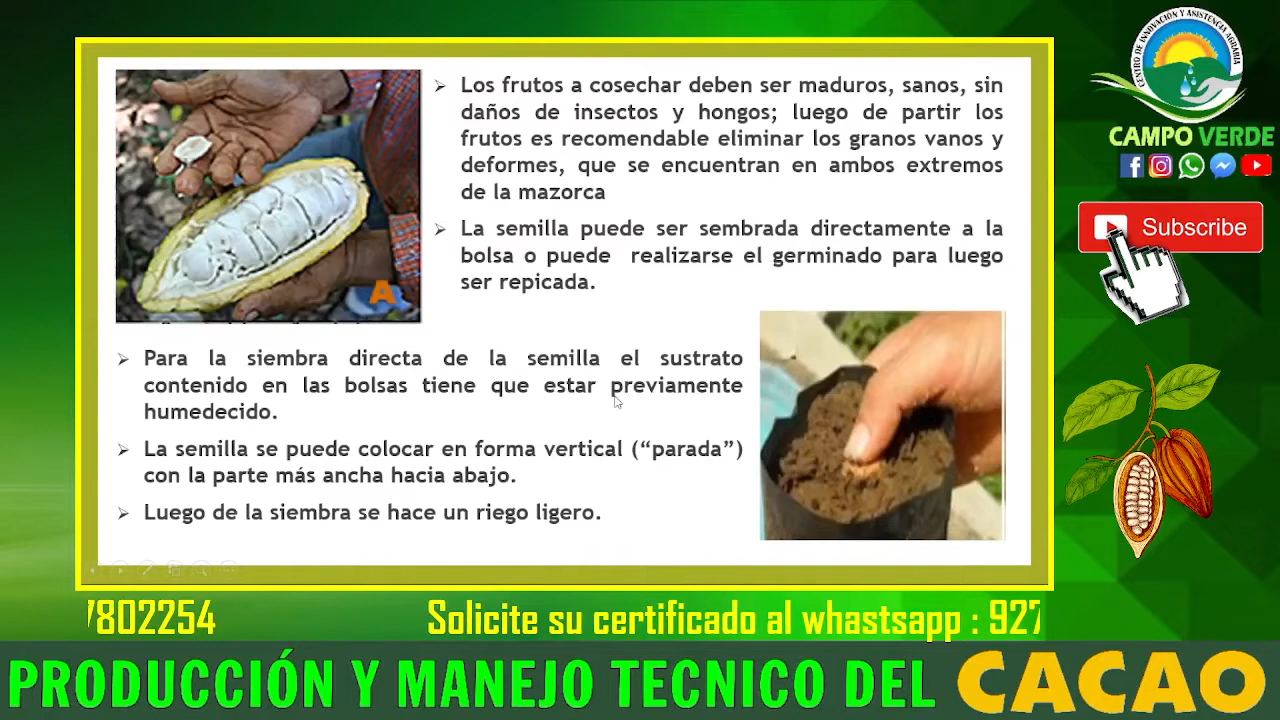 Los frutos a cosechar deben ser maduros, sanos, sin
daños de insectos y hongos; luego de partir los
frutos es recomendable eliminar los granos vanos y
deformes, que se encuentran en ambos extremos
de la mazorca
La semilla puede ser sembrada directamente a la
bolsa o puede realizarse el germinado para luego
ser repicada.
A
Para la siembra directa de la semilla el sustrato
contenido en las bolsas tiene que estar previamente
humedecido.
La semilla se puede colocar en forma vertical (“parada”)
con la parte más ancha hacia abajo.
Luego de la siembra se hace un riego ligero.
CENTRO DE INNOVACIÓN Y ASISTENCIA AGRARIA
CAMPO VERDE
Subscribe
7802254 Solicite su certificado al whastsapp : 927
PRODUCCIÓN Y MANEJO TECNICO DEL CACAO